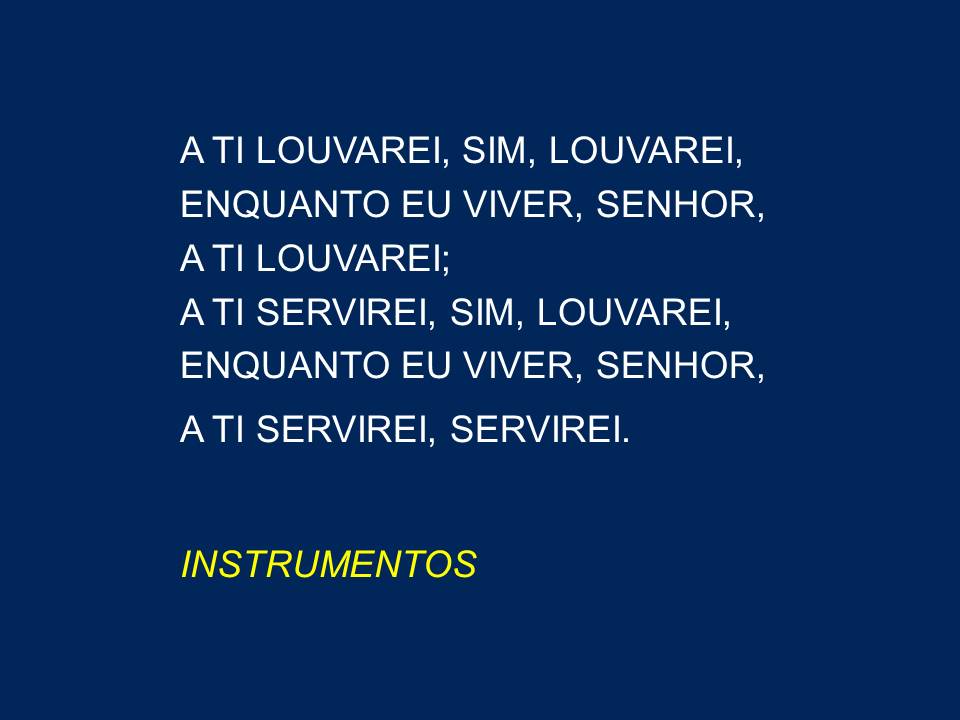 A TI LOUVAREI, SIM, LOUVAREI,
ENQUANTO EU VIVER, SENHOR,
A TI LOUVAREI;
A TI SERVIREI, SIM, LOUVAREI,
ENQUANTO EU VIVER, SENHOR,
A TI SERVIREI, SERVIREI.
INSTRUMENTOS